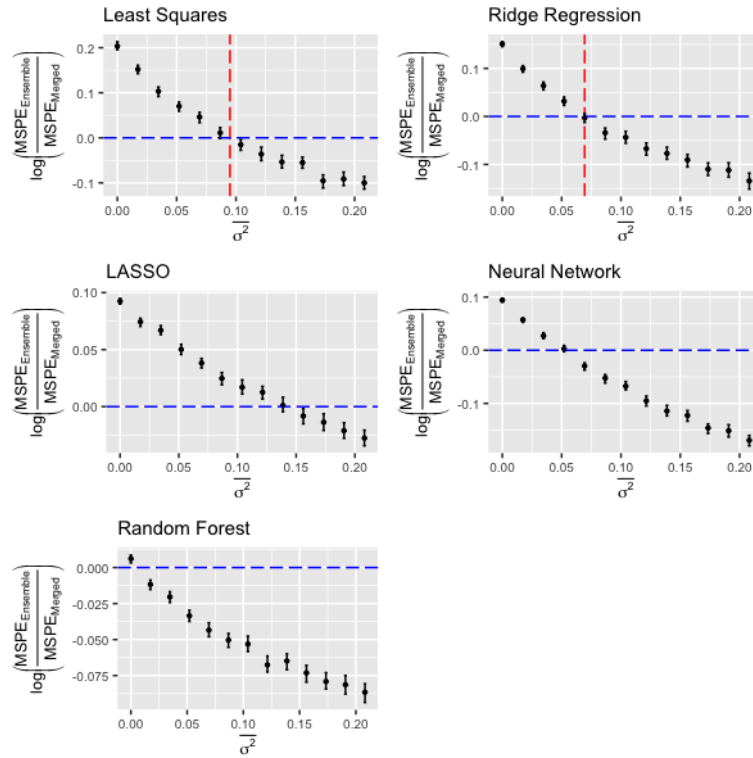 Least Squares
log(MSPE_Ensemble / MSPE_Merged)
0.2
0.1
0.0
-0.1
0.00 0.05 0.10 0.15 0.20
σ²
Ridge Regression
log(MSPE_Ensemble / MSPE_Merged)
0.1
0.0
-0.1
0.00 0.05 0.10 0.15 0.20
σ²
LASSO
log(MSPE_Ensemble / MSPE_Merged)
0.10
0.05
0.00
0.00 0.05 0.10 0.15 0.20
σ²
Neural Network
log(MSPE_Ensemble / MSPE_Merged)
0.1
0.0
-0.1
0.00 0.05 0.10 0.15 0.20
σ²
Random Forest
log(MSPE_Ensemble / MSPE_Merged)
0.000
-0.025
-0.050
-0.075
0.00 0.05 0.10 0.15 0.20
σ²